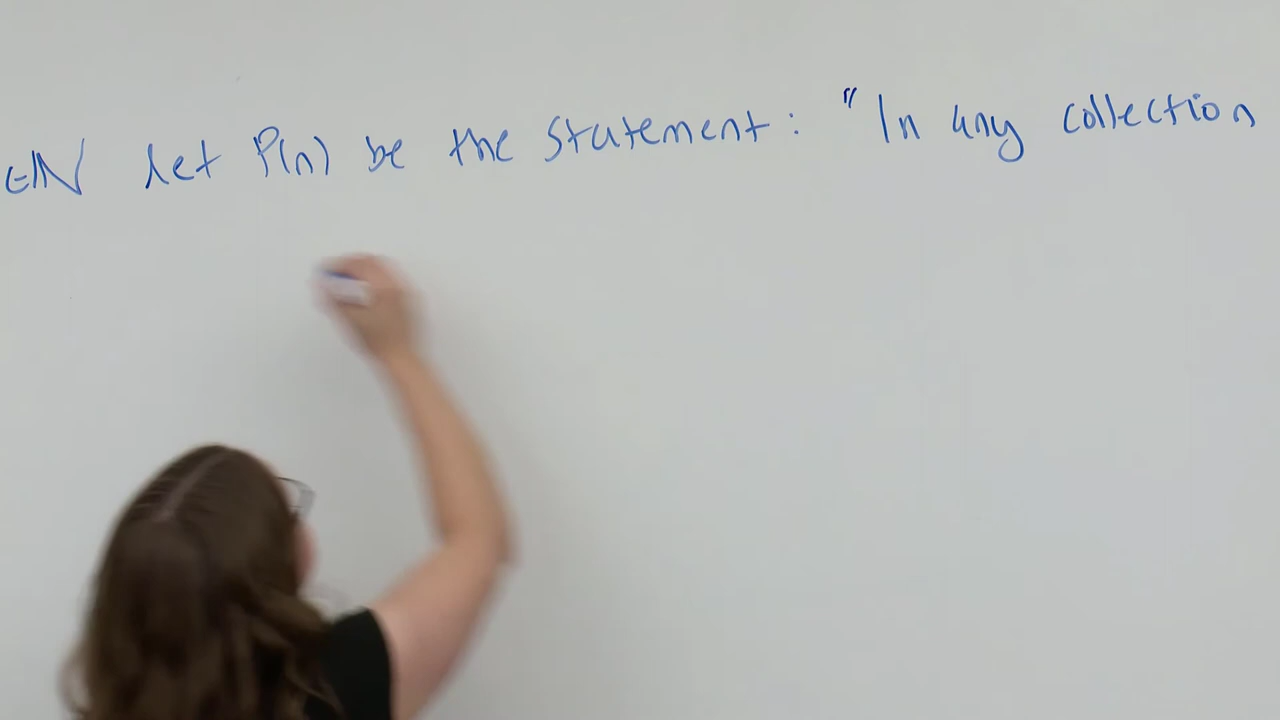 ∈ℕ let P(n) be the statement: "In any collection